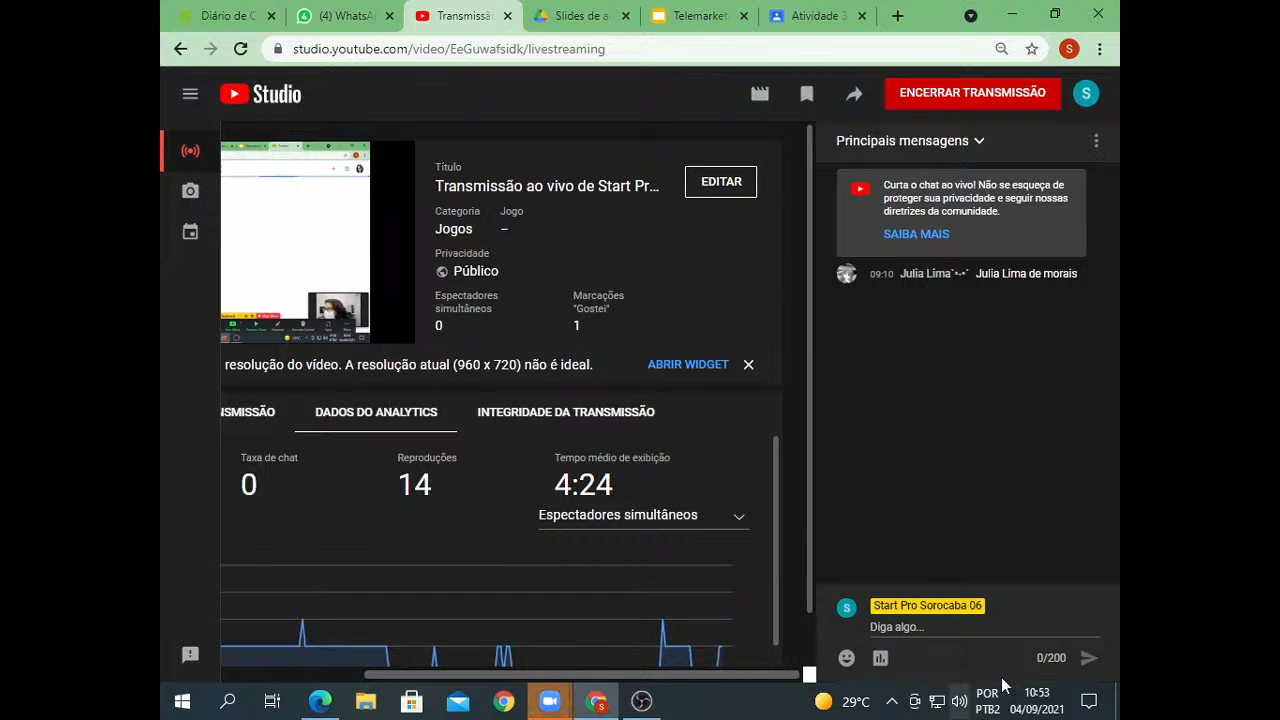 Diário de C
(4) WhatsA
Transmissão
Slides de a
Telemarket
Atividade 3
studio.youtube.com/video/EeGuwafsidk/livestreaming
S
Studio
ENCERRAR TRANSMISSÃO
S
Principais mensagens
Título
Transmissão ao vivo de Start Pr...
EDITAR
Categoria
Jogo
Jogos
–
Privacidade
Público
Espectadores
simultâneos
0
Marcações
"Gostei"
1
Curta o chat ao vivo! Não se esqueça de
proteger sua privacidade e seguir nossas
diretrizes da comunidade.
SAIBA MAIS
09:10 Julia Lima`•-•` Julia Lima de morais
resolução do vídeo. A resolução atual (960 x 720) não é ideal.
ABRIR WIDGET
NSMISSÃO
DADOS DO ANALYTICS
INTEGRIDADE DA TRANSMISSÃO
Taxa de chat
0
Reproduções
14
Tempo médio de exibição
4:24
Espectadores simultâneos
S
Start Pro Sorocaba 06
Diga algo...
0/200
29°C
POR
PTB2
10:53
04/09/2021